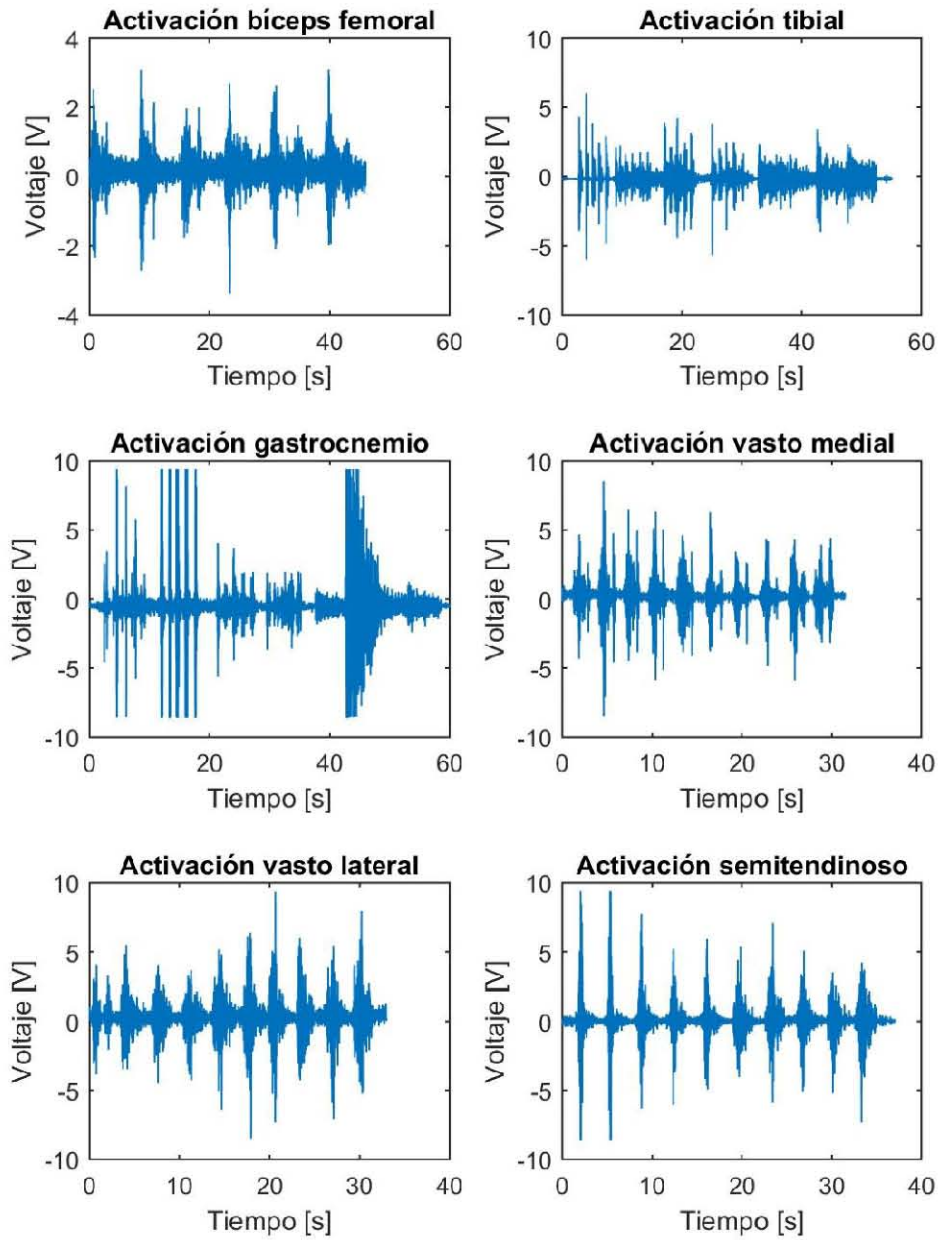 Activación bíceps femoral
4
2
0
-2
-4
Voltaje [V]
0 20 40 60
Tiempo [s]
Activación tibial
10
5
0
-5
-10
Voltaje [V]
0 20 40 60
Tiempo [s]
Activación gastrocnemio
10
5
0
-5
-10
Voltaje [V]
0 20 40 60
Tiempo [s]
Activación vasto medial
10
5
0
-5
-10
Voltaje [V]
0 10 20 30 40
Tiempo [s]
Activación vasto lateral
10
5
0
-5
-10
Voltaje [V]
0 10 20 30 40
Tiempo [s]
Activación semitendinoso
10
5
0
-5
-10
Voltaje [V]
0 10 20 30 40
Tiempo [s]